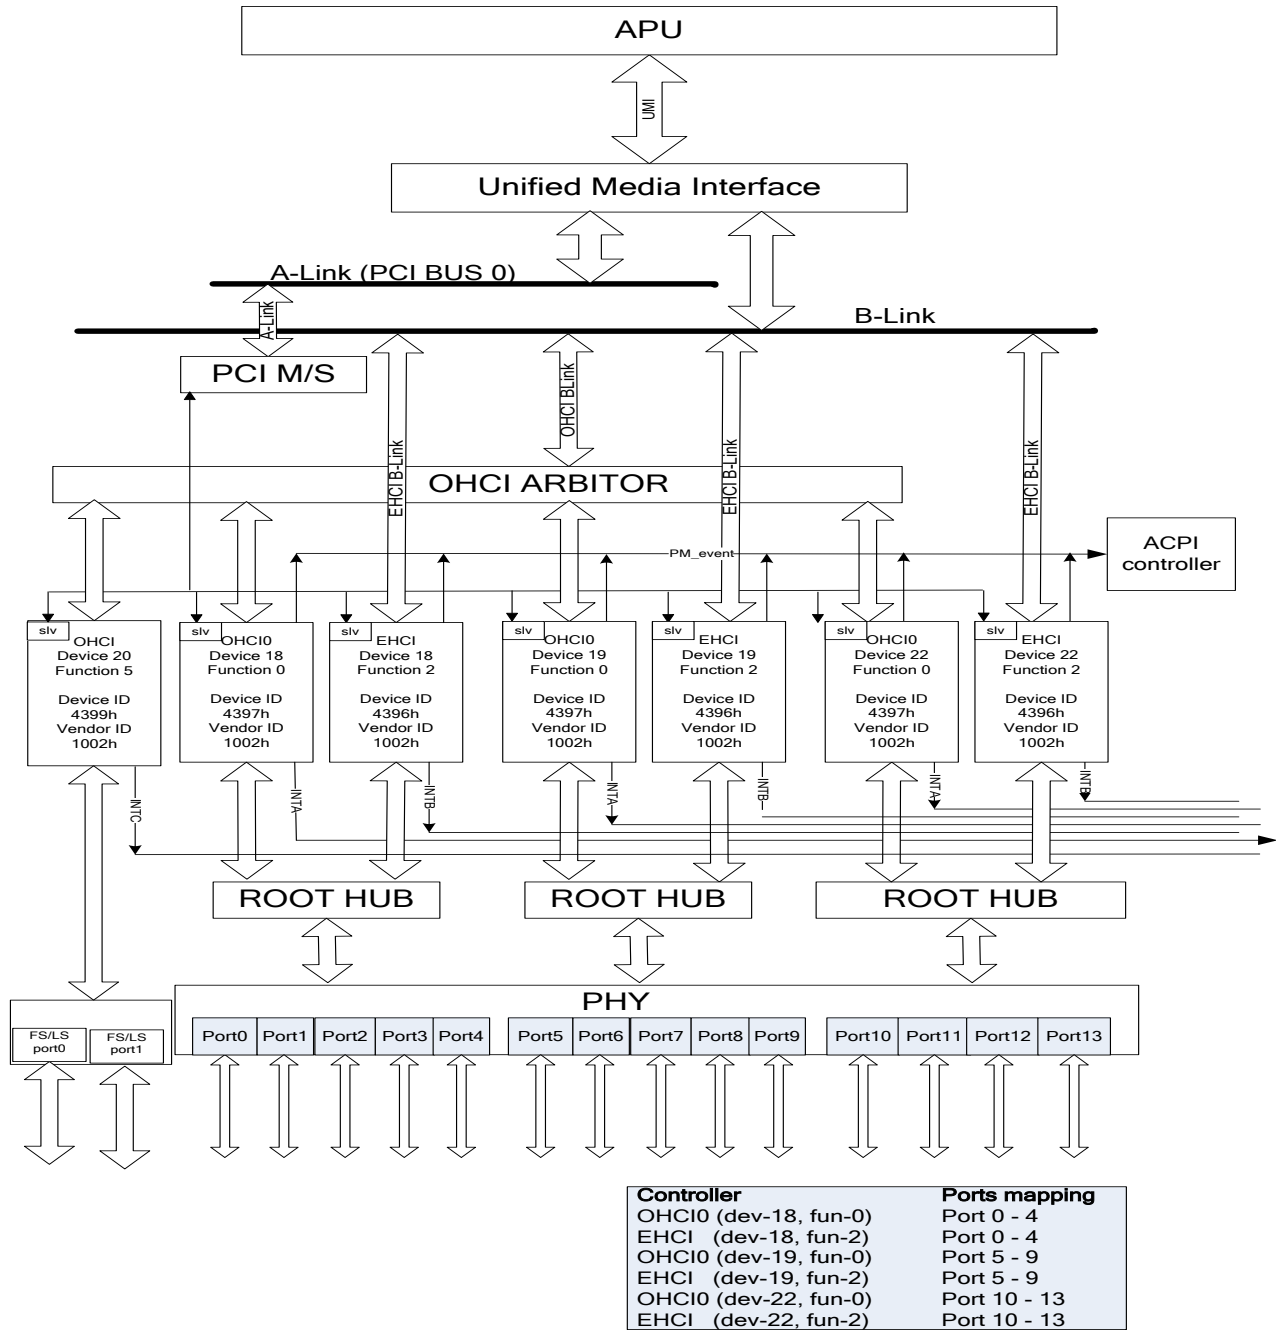 APU
UMI
Unified Media Interface
A-Link (PCI BUS 0)
A-Link
B-Link
PCI M/S
EHCI B-Link
OHCI BLink
EHCI B-Link
EHCI B-Link
OHCI ARBITOR
PM_event
ACPI
controller
slv
OHCI
Device 20
Function 5
Device ID
4399h
Vendor ID
1002h
slv
OHCI0
Device 18
Function 0
Device ID
4397h
Vendor ID
1002h
slv
EHCI
Device 18
Function 2
Device ID
4396h
Vendor ID
1002h
slv
OHCI0
Device 19
Function 0
Device ID
4397h
Vendor ID
1002h
slv
EHCI
Device 19
Function 2
Device ID
4396h
Vendor ID
1002h
slv
OHCI0
Device 22
Function 0
Device ID
4397h
Vendor ID
1002h
slv
EHCI
Device 22
Function 2
Device ID
4396h
Vendor ID
1002h
INTC
INTA
INTB
INTA
INTB
INTA
INTB
ROOT HUB
ROOT HUB
ROOT HUB
PHY
FS/LS
port0
FS/LS
port1
Port0 Port1 Port2 Port3 Port4 Port5 Port6 Port7 Port8 Port9 Port10 Port11 Port12 Port13
Controller Ports mapping
OHCI0 (dev-18, fun-0) Port 0 - 4
EHCI (dev-18, fun-2) Port 0 - 4
OHCI0 (dev-19, fun-0) Port 5 - 9
EHCI (dev-19, fun-2) Port 5 - 9
OHCI0 (dev-22, fun-0) Port 10 - 13
EHCI (dev-22, fun-2) Port 10 - 13